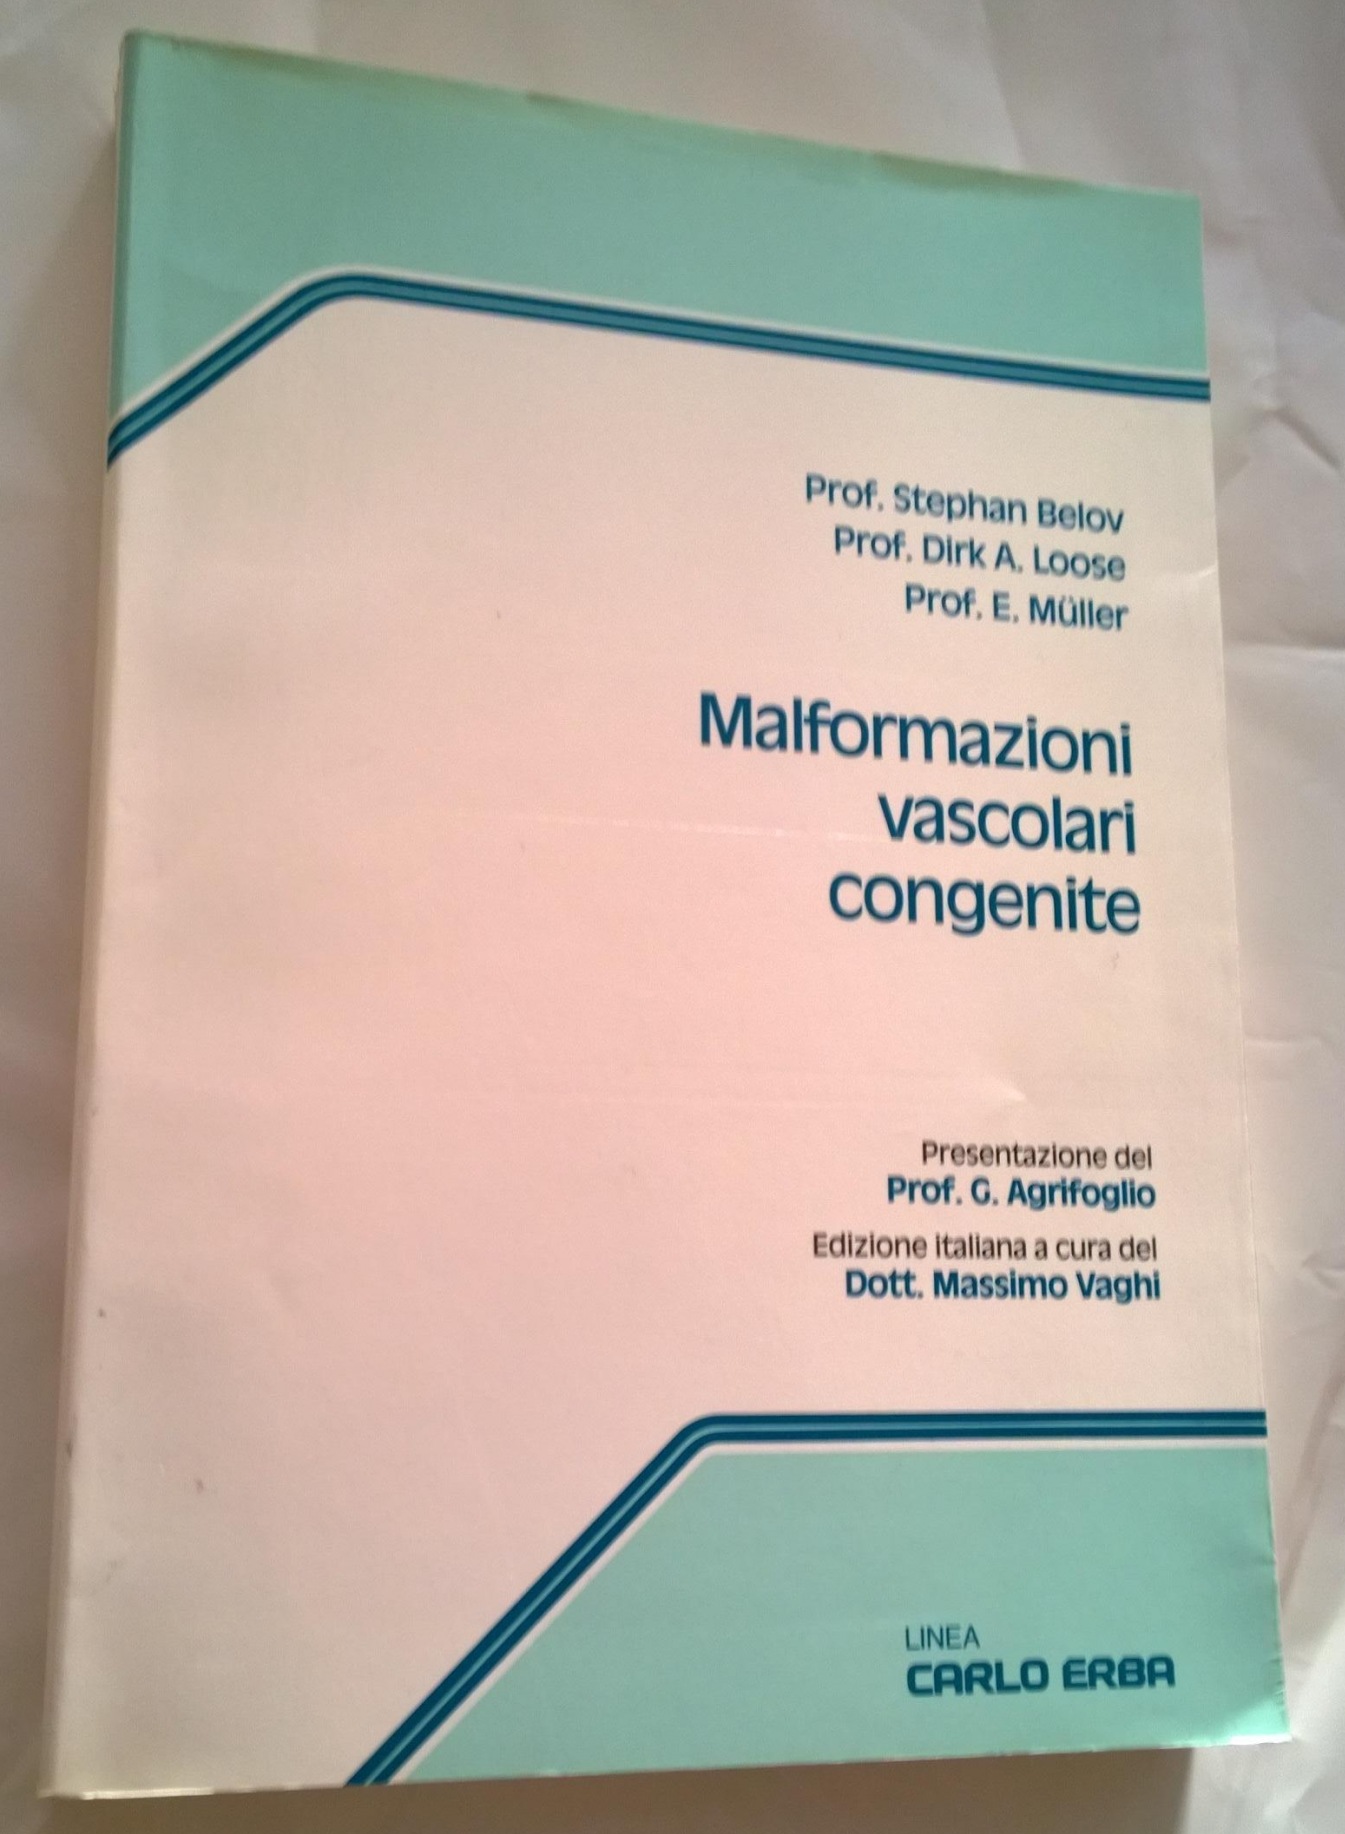 Prof. Stephan Belov
Prof. Dirk A. Loose
Prof. E. Müller
Malformazioni
vascolari
congenite
Presentazione del
Prof. G. Agrifoglio
Edizione italiana a cura del
Dott. Massimo Vaghi
LINEA
CARLO ERBA